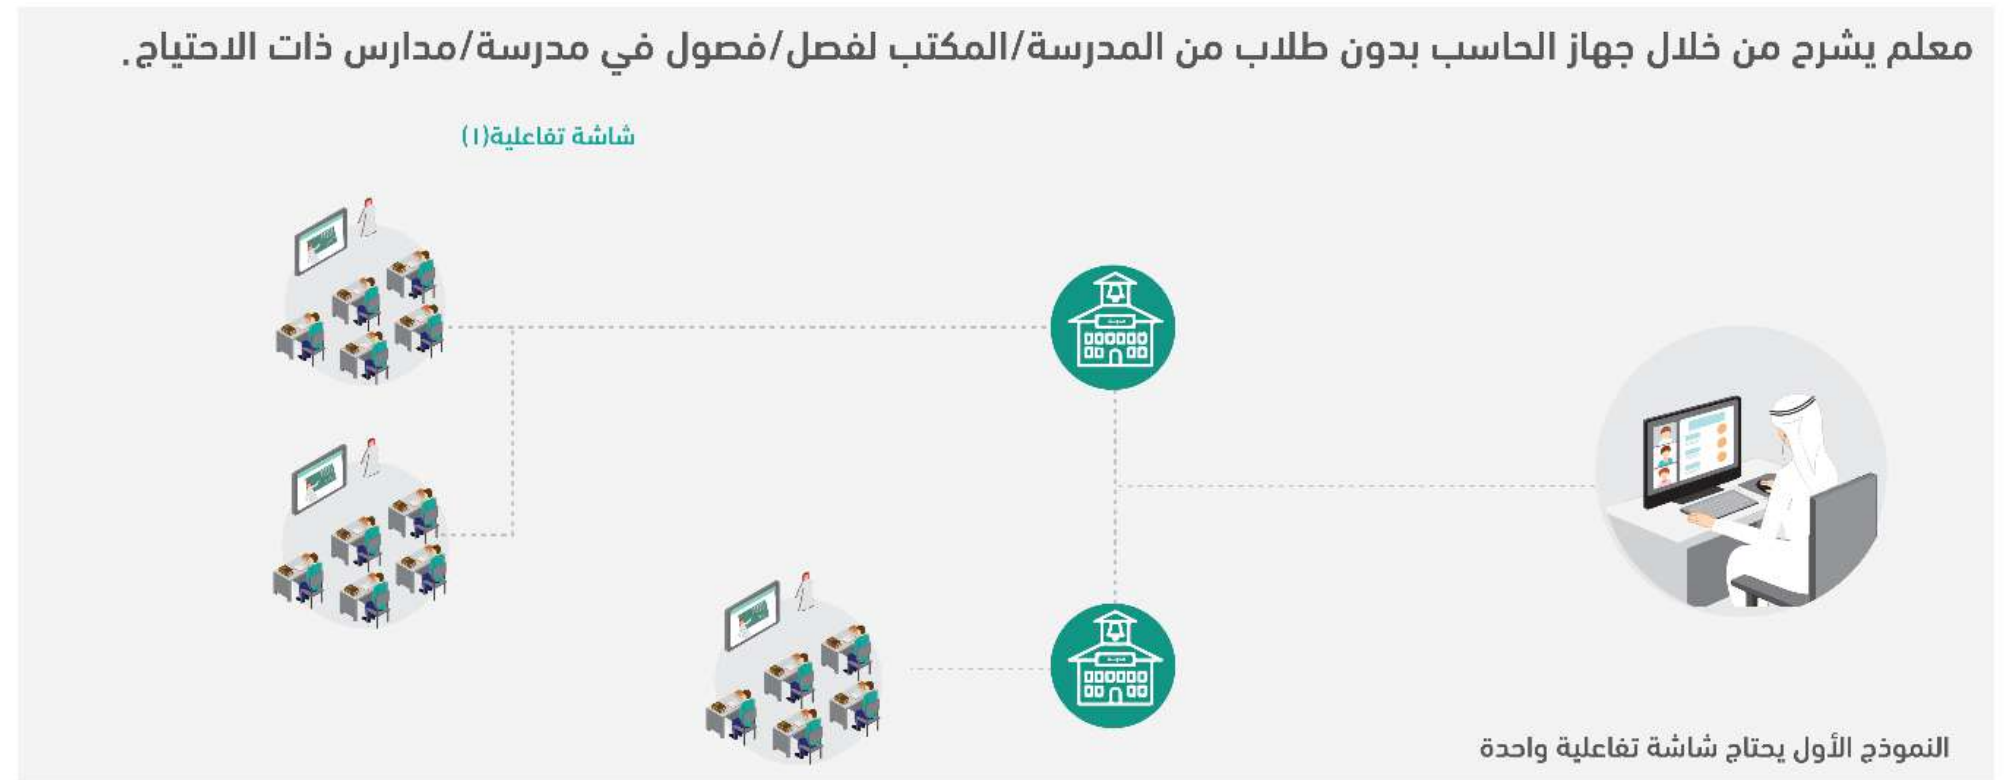 معلم يشرح من خلال جهاز الحاسب بدون طلاب من المدرسة/المكتب لفصل/فصول في مدرسة/مدارس ذات الاحتياج.
شاشة تفاعلية(١)
النموذج الأول يحتاج شاشة تفاعلية واحدة